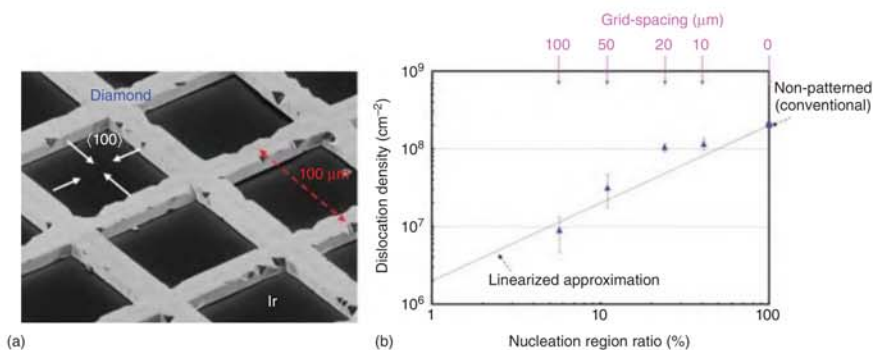 Diamond
⟨100⟩
100 μm
Ir
(a)
Grid-spacing (μm)
100 50 20 10 0
10⁹
10⁸
10⁷
10⁶
Dislocation density (cm⁻²)
Non-patterned
(conventional)
Linearized approximation
1 10 100
Nucleation region ratio (%)
(b)